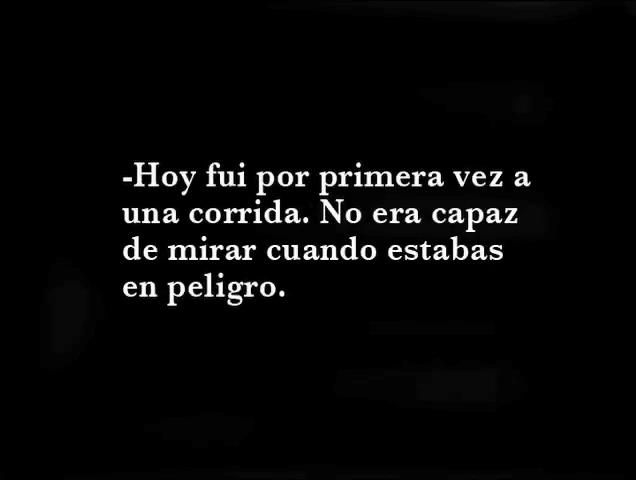 -Hoy fui por primera vez a
una corrida. No era capaz
de mirar cuando estabas
en peligro.